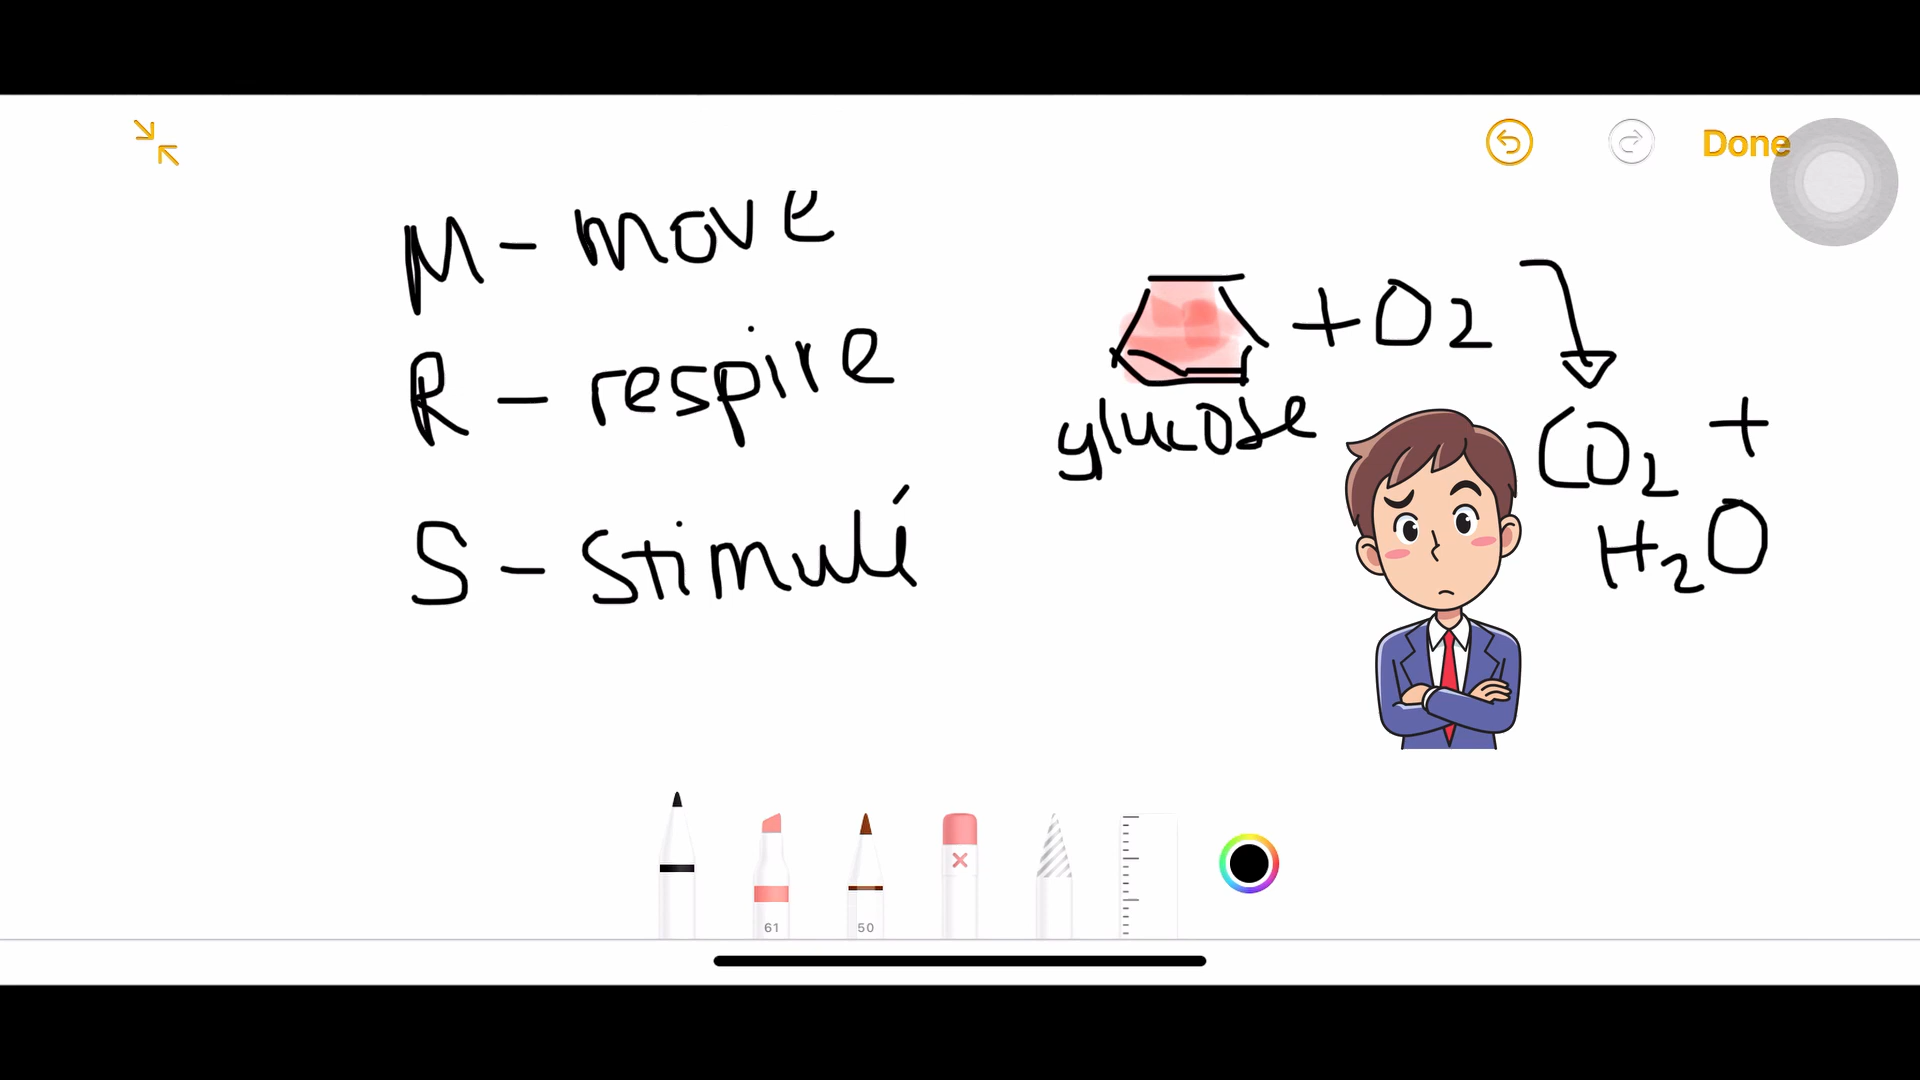 Done
M - move
R - respire
S - stimuli
+ O2
glucose
CO2 +
H2O
61
50